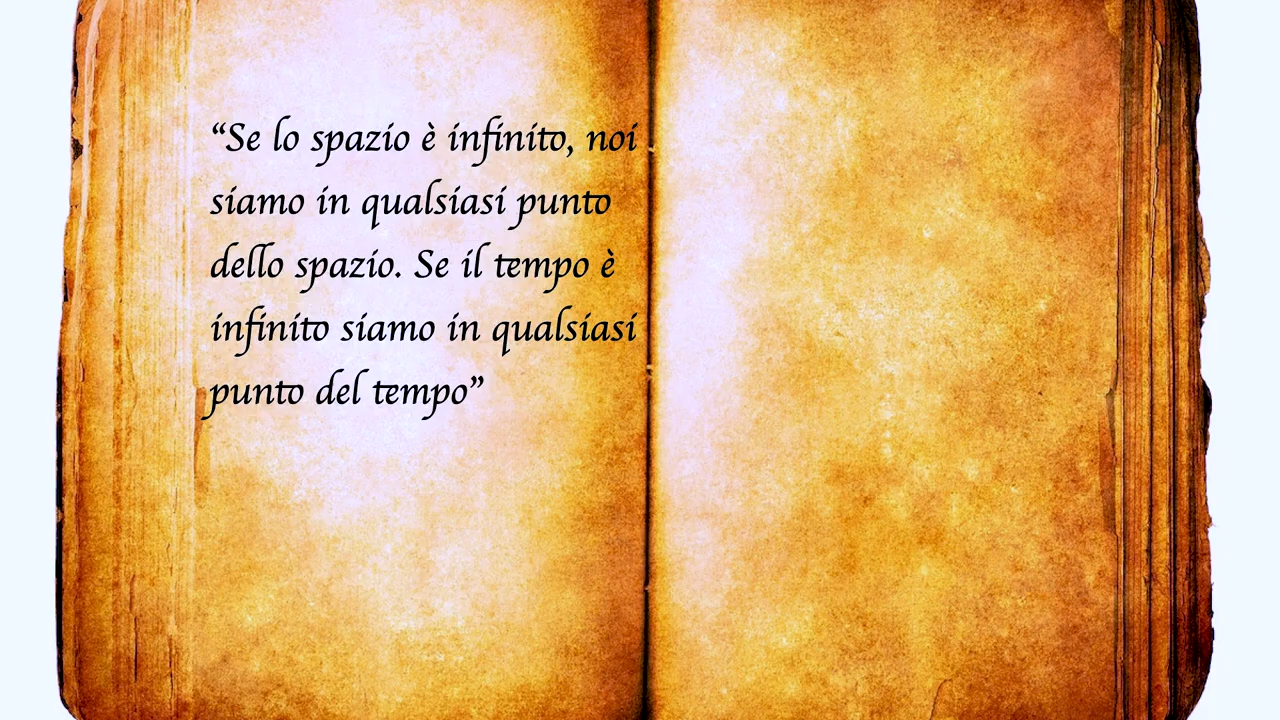 “Se lo spazio è infinito, noi
siamo in qualsiasi punto
dello spazio. Se il tempo è
infinito siamo in qualsiasi
punto del tempo”